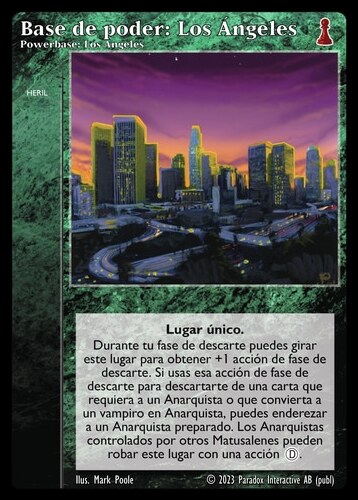 Base de poder: Los Ángeles
Powerbase: Los Angeles
HERIL
Lugar único.
Durante tu fase de descarte puedes girar
este lugar para obtener +1 acción de fase de
descarte. Si usas esa acción de fase de
descarte para descartarte de una carta que
requiera a un Anarquista o que convierta a
un vampiro en Anarquista, puedes enderezar
a un Anarquista preparado. Los Anarquistas
controlados por otros Matusalenes pueden
robar este lugar con una acción Ⓓ.
Ilus. Mark Poole
© 2023 Paradox Interactive AB (publ)